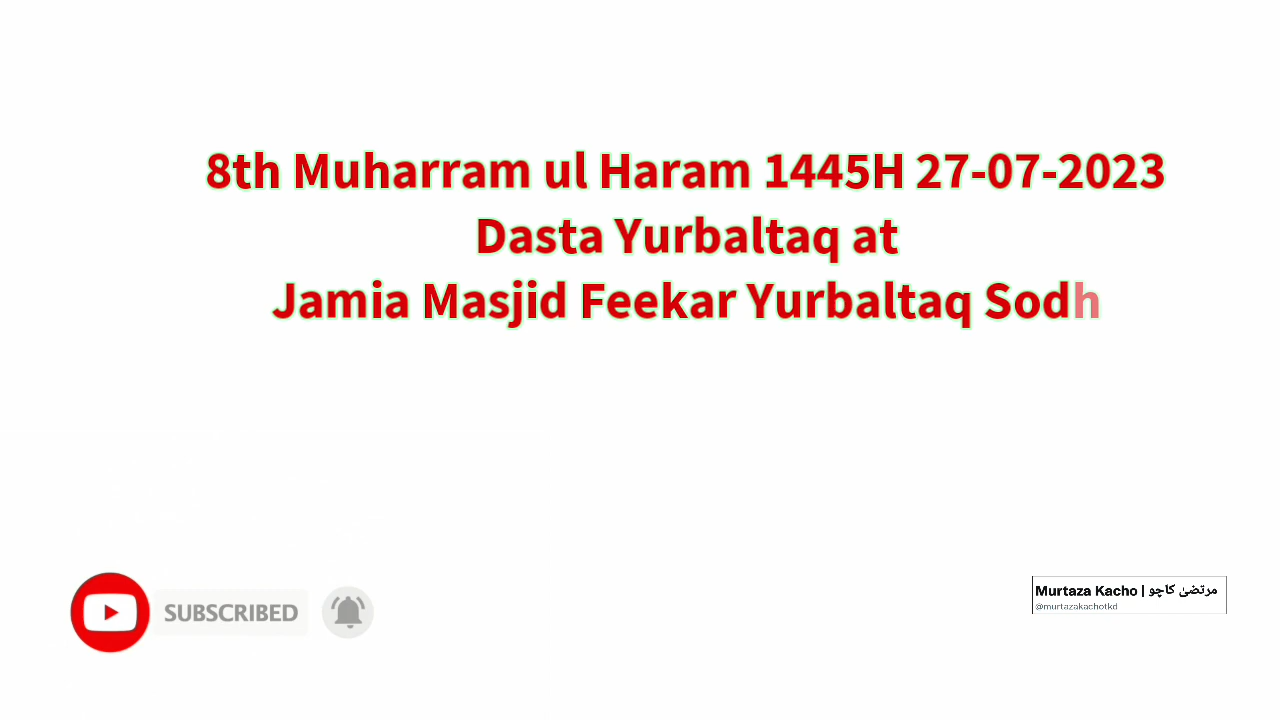 8th Muharram ul Haram 1445H 27-07-2023
Dasta Yurbaltaq at
Jamia Masjid Feekar Yurbaltaq Sodh
SUBSCRIBED
Murtaza Kacho | مرتضیٰ کاچو
@murtazakachotkd